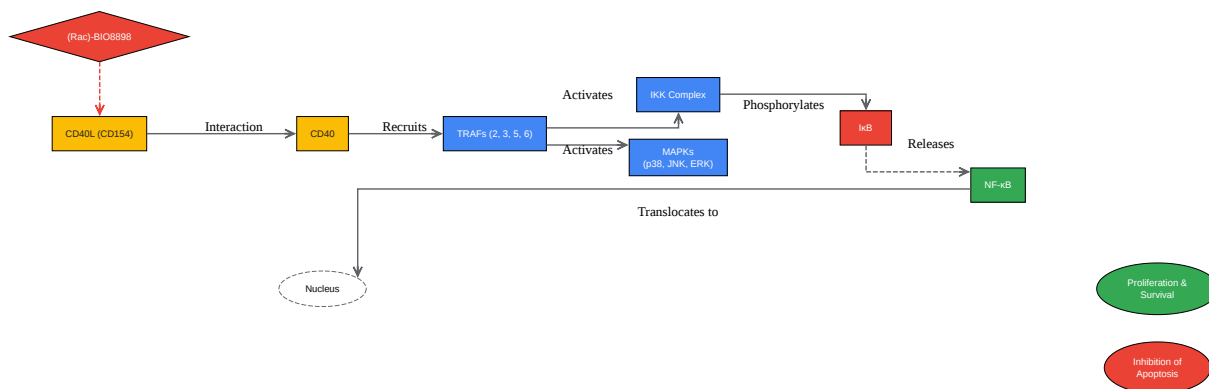 (Rac)-BIO8898
CD40L (CD154)
Interaction
CD40
Recruits
TRAFs (2, 3, 5, 6)
Activates
IKK Complex
Phosphorylates
Activates
MAPKs
(p38, JNK, ERK)
IκB
Releases
NF-κB
Translocates to
Nucleus
Proliferation &
Survival
Inhibition of
Apoptosis